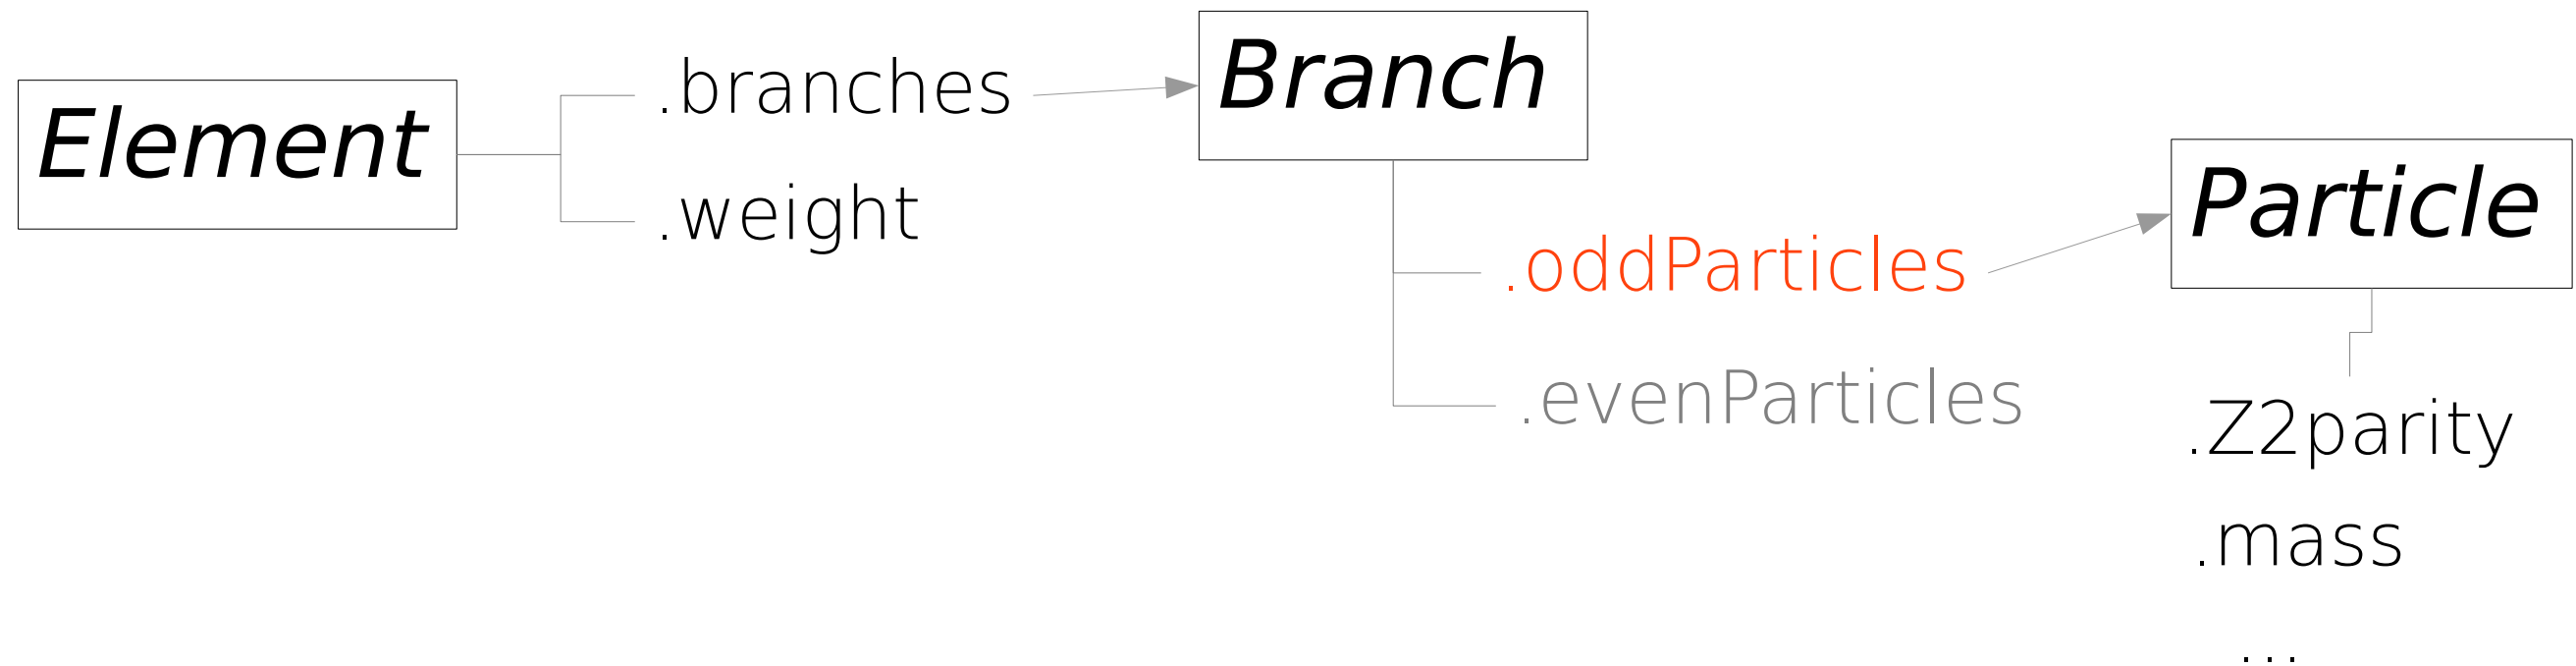 Element
.branches
.weight
Branch
.oddParticles
.evenParticles
Particle
.Z2parity
.mass
...